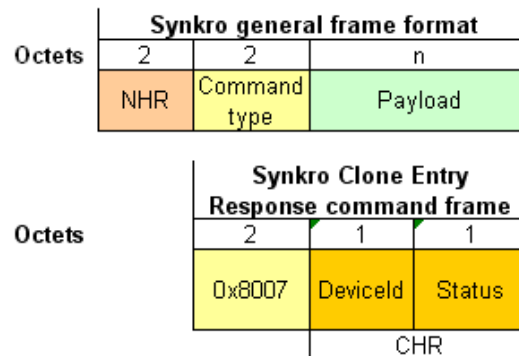 Synkro general frame format
Octets 2 2 n
NHR Command type Payload
Synkro Clone Entry
Response command frame
Octets 2 1 1
0x8007 DeviceId Status
CHR